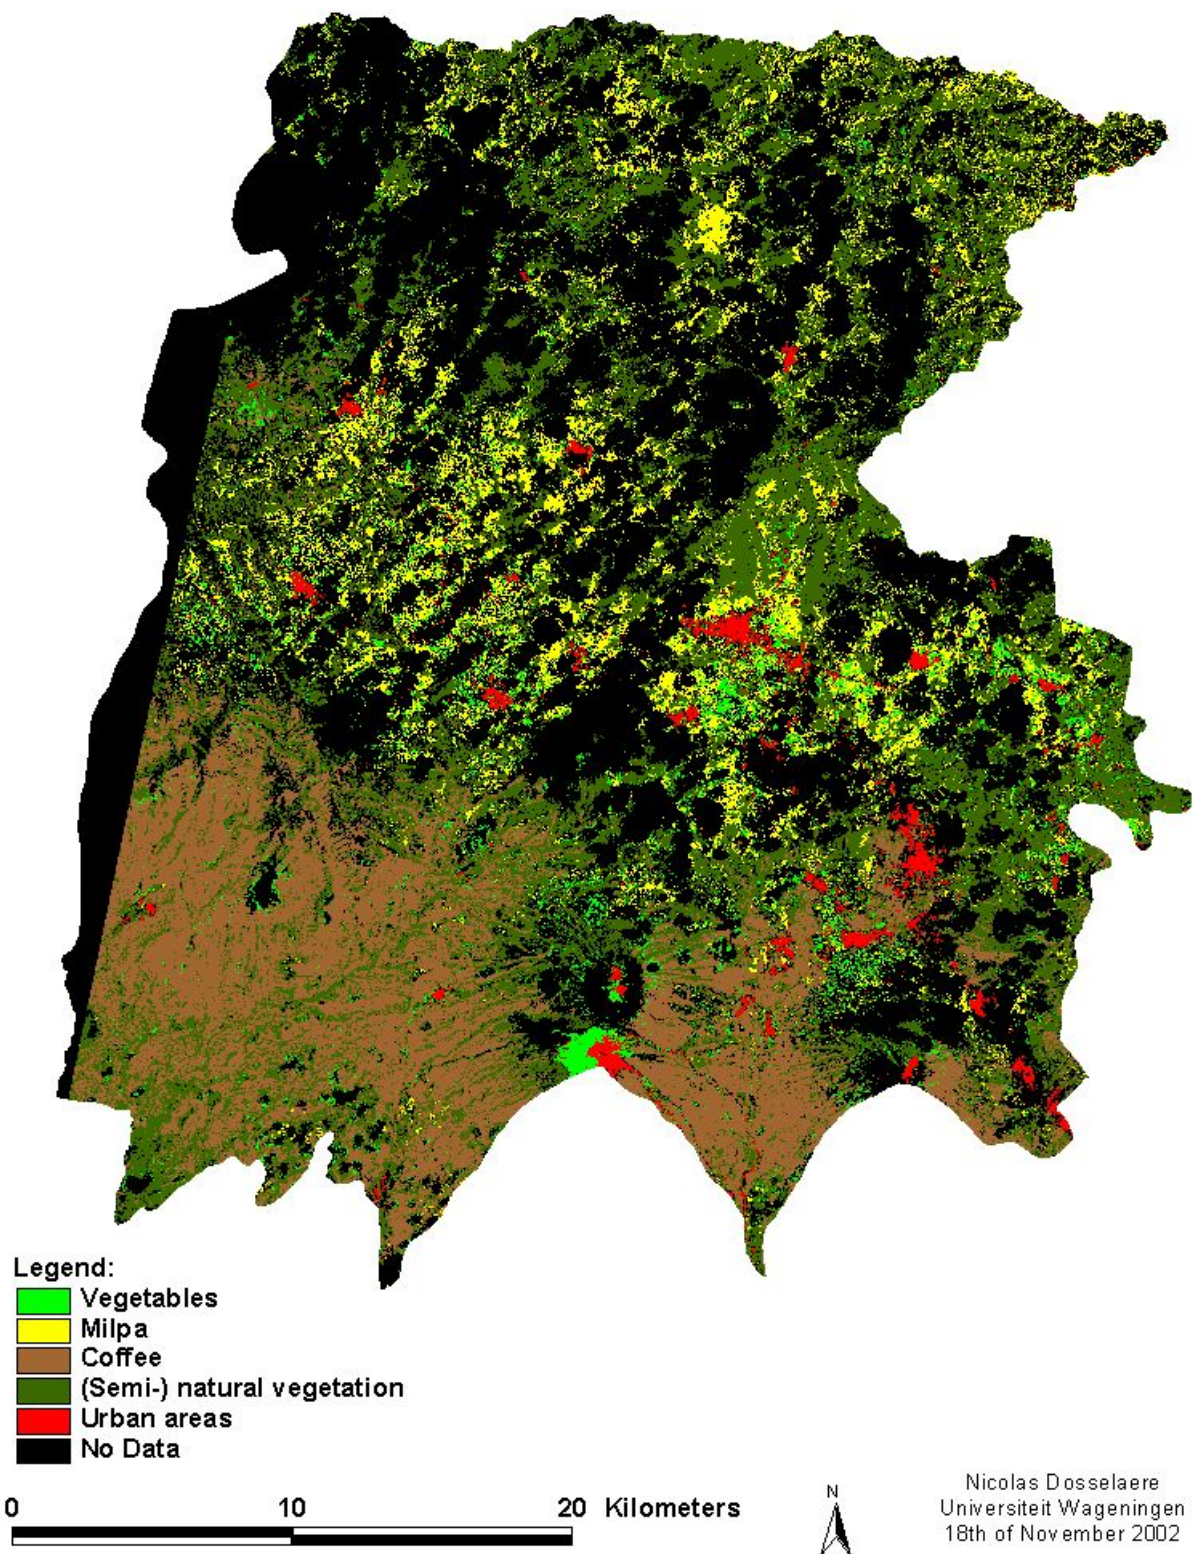 Legend:
Vegetables
Milpa
Coffee
(Semi-) natural vegetation
Urban areas
No Data
0 10 20 Kilometers
N
Nicolas Dosselaere
Universiteit Wageningen
18th of November 2002